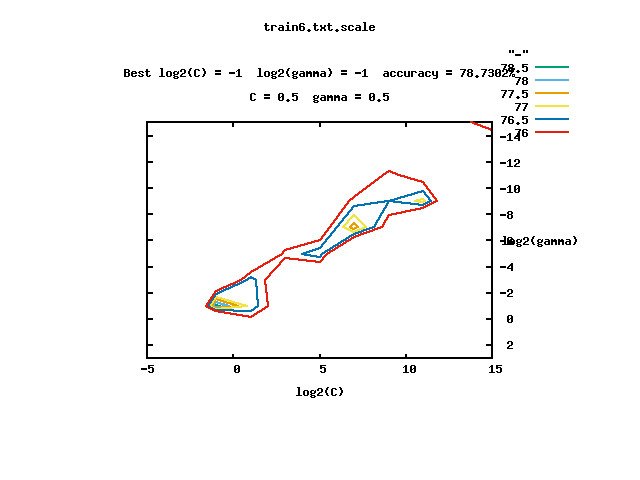 train6.txt.scale
"-"
Best log2(C) = -1  log2(gamma) = -1  accuracy = 78.7302%
78.5
78
C = 0.5  gamma = 0.5
77.5
77
76.5
76
-14
-12
-10
-8
-6
log2(gamma)
-4
-2
0
2
-5 0 5 10 15
log2(C)